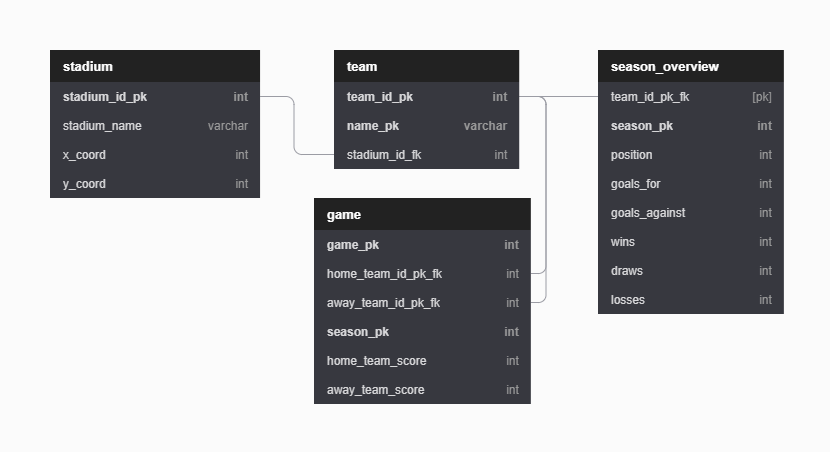 stadium
stadium_id_pk int
stadium_name varchar
x_coord int
y_coord int
team
team_id_pk int
name_pk varchar
stadium_id_fk int
game
game_pk int
home_team_id_pk_fk int
away_team_id_pk_fk int
season_pk int
home_team_score int
away_team_score int
season_overview
team_id_pk_fk [pk]
season_pk int
position int
goals_for int
goals_against int
wins int
draws int
losses int